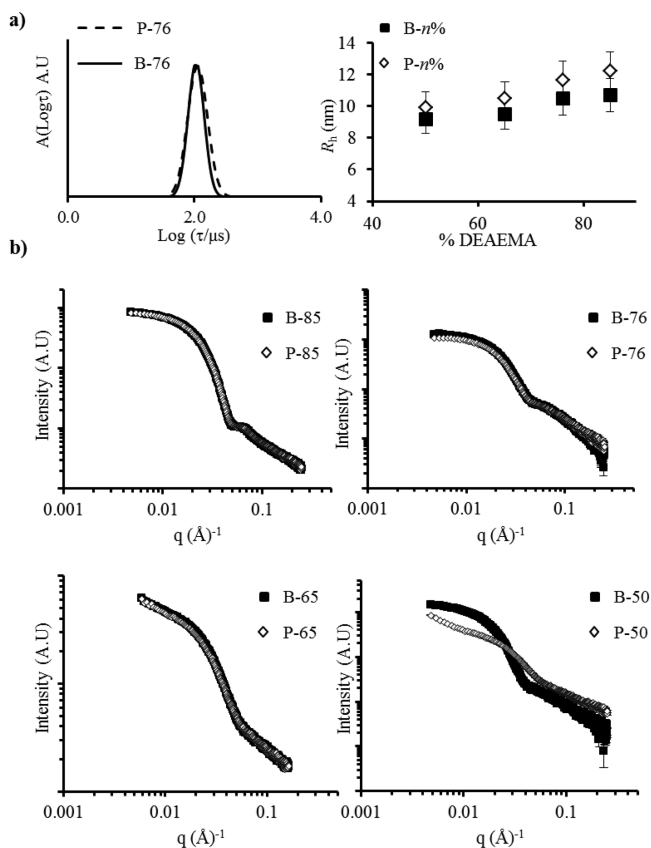 a)
P-76
B-76
A(Logτ) A.U
0.0 2.0 4.0
Log (τ/μs)
B-n%
P-n%
14
12
10
8
6
4
Rh (nm)
40 60 80
% DEAEMA
b)
B-85
P-85
Intensity (A.U)
0.001 0.01 0.1
q (Å)-1
B-76
P-76
Intensity (A.U)
0.001 0.01 0.1
q (Å)-1
B-65
P-65
Intensity (A.U)
0.001 0.01 0.1
q (Å)-1
B-50
P-50
Intensity (A.U)
0.001 0.01 0.1
q (Å)-1